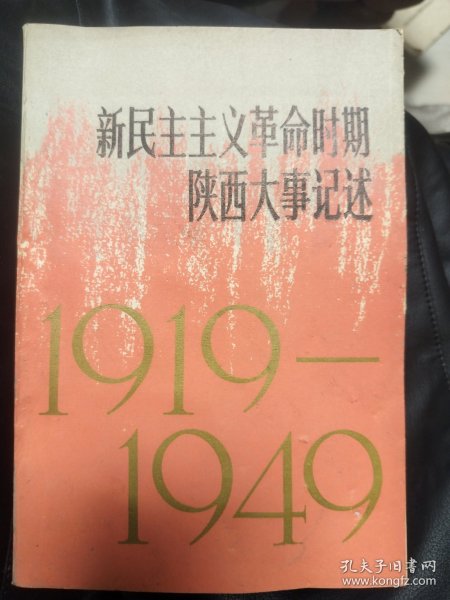 新民主主义革命时期
陕西大事记述
1919—
1949
孔夫子旧书网
www.kongfz.com